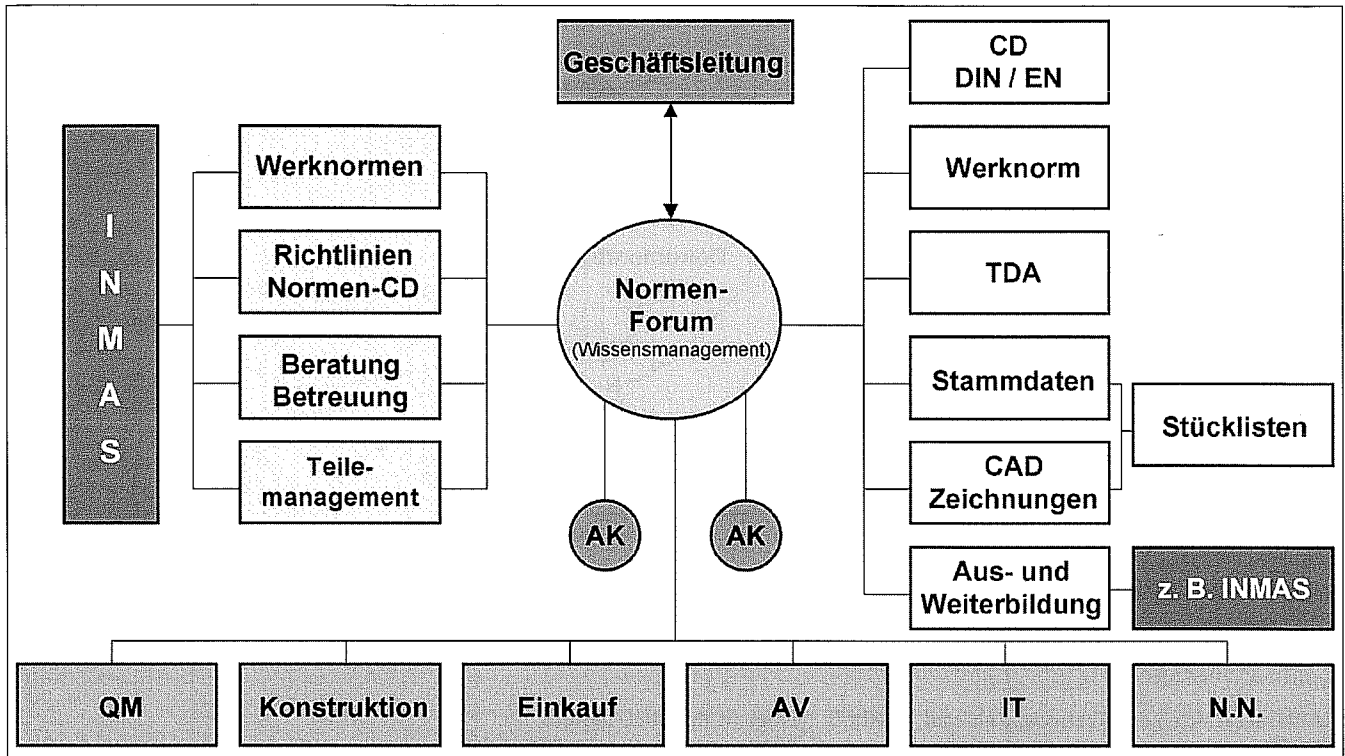 Geschäftsleitung
I
N
M
A
S
Werknormen
Richtlinien
Normen-CD
Beratung
Betreuung
Teile-
management
Normen-
Forum
(Wissensmanagement)
AK
AK
CD
DIN / EN
Werknorm
TDA
Stammdaten
CAD
Zeichnungen
Stücklisten
Aus- und
Weiterbildung
z. B. INMAS
QM
Konstruktion
Einkauf
AV
IT
N.N.